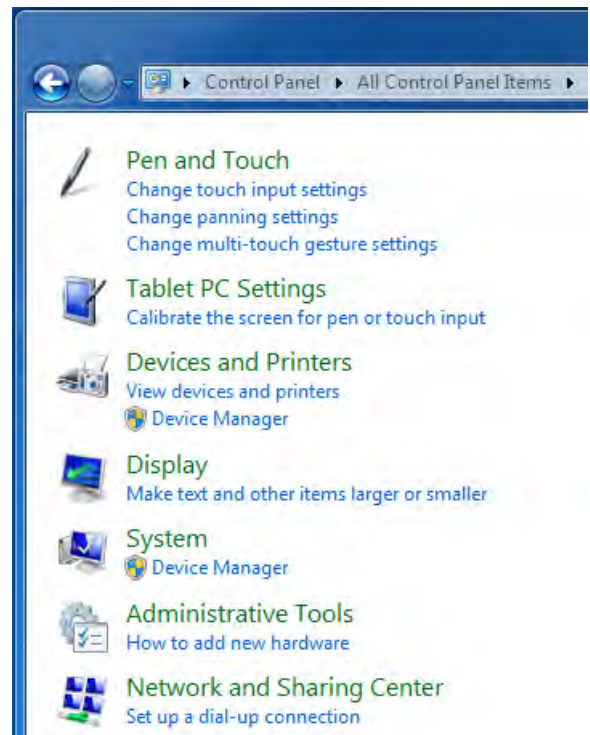 Control Panel ▸ All Control Panel Items ▸
Pen and Touch
Change touch input settings
Change panning settings
Change multi-touch gesture settings
Tablet PC Settings
Calibrate the screen for pen or touch input
Devices and Printers
View devices and printers
Device Manager
Display
Make text and other items larger or smaller
System
Device Manager
Administrative Tools
How to add new hardware
Network and Sharing Center
Set up a dial-up connection